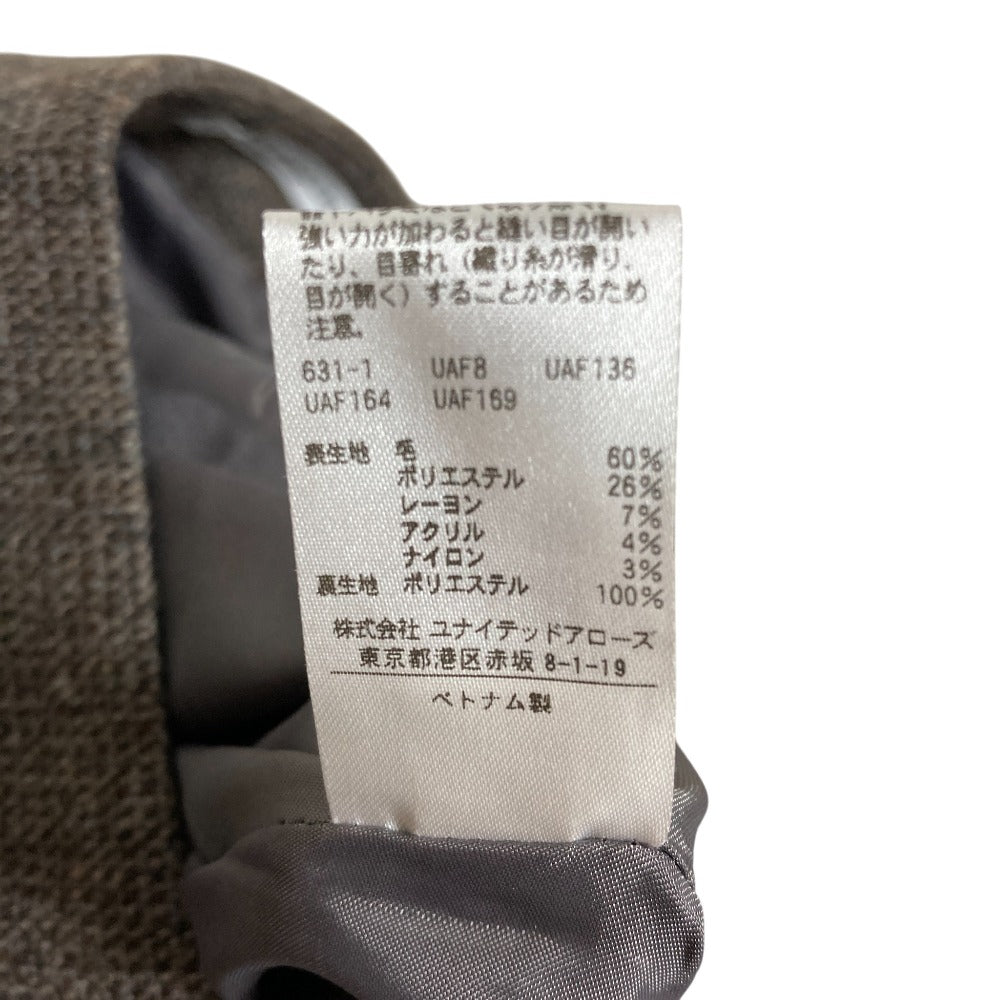 強い力が加わると縫い目が開い
たり、目寄れ（織り糸が滑り、
目が開く）することがあるため
注意。
631-1 UAF8 UAF136
UAF164 UAF169
表生地 毛 60%
ポリエステル 26%
レーヨン 7%
アクリル 4%
ナイロン 3%
裏生地 ポリエステル 100%
株式会社 ユナイテッドアローズ
東京都港区赤坂 8-1-19
ベトナム製